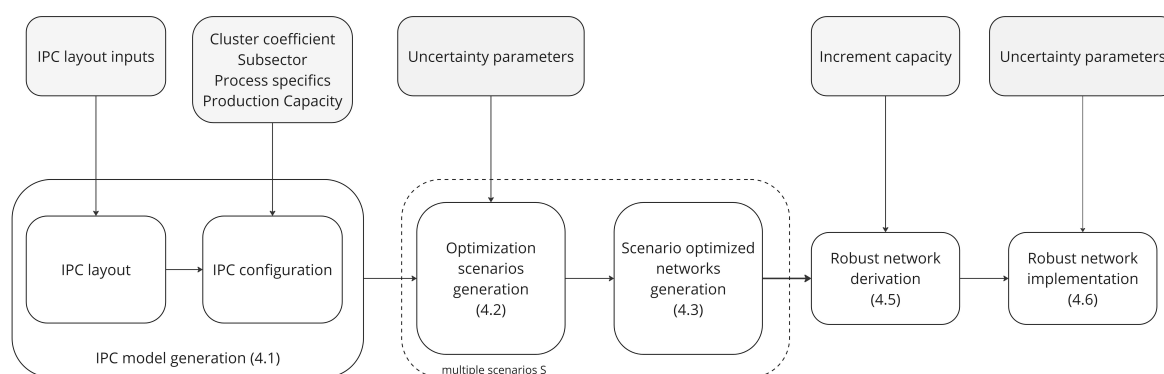 IPC layout inputs
Cluster coefficient
Subsector
Process specifics
Production Capacity
Uncertainty parameters
Increment capacity
Uncertainty parameters
IPC layout
IPC configuration
Optimization
scenarios
generation
(4.2)
Scenario optimized
networks
generation
(4.3)
Robust network
derivation
(4.5)
Robust network
implementation
(4.6)
IPC model generation (4.1)
multiple scenarios S